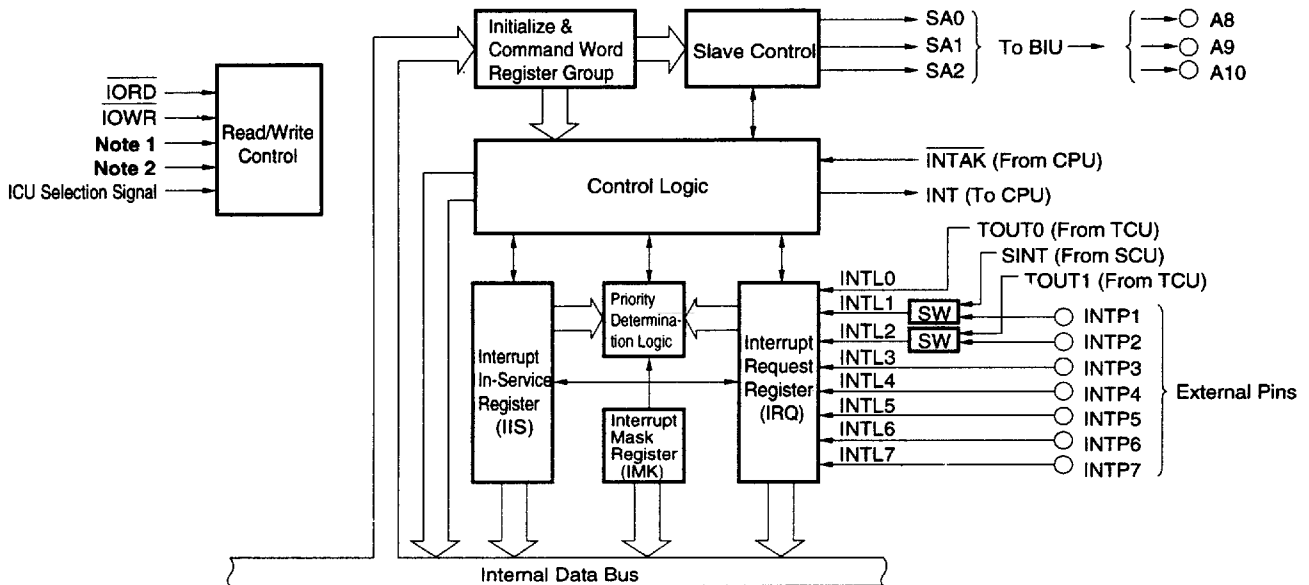 Initialize &
Command Word
Register Group
Slave Control
SA0
SA1
SA2
To BIU
A8
A9
A10
IORD
IOWR
Note 1
Note 2
ICU Selection Signal
Read/Write
Control
Control Logic
INTAK (From CPU)
INT (To CPU)
TOUT0 (From TCU)
SINT (From SCU)
TOUT1 (From TCU)
Interrupt
In-Service
Register
(IIS)
Priority
Determina-
tion Logic
Interrupt
Mask
Register
(IMK)
Interrupt
Request
Register
(IRQ)
INTL0
INTL1
INTL2
INTL3
INTL4
INTL5
INTL6
INTL7
SW
SW
INTP1
INTP2
INTP3
INTP4
INTP5
INTP6
INTP7
External Pins
Internal Data Bus